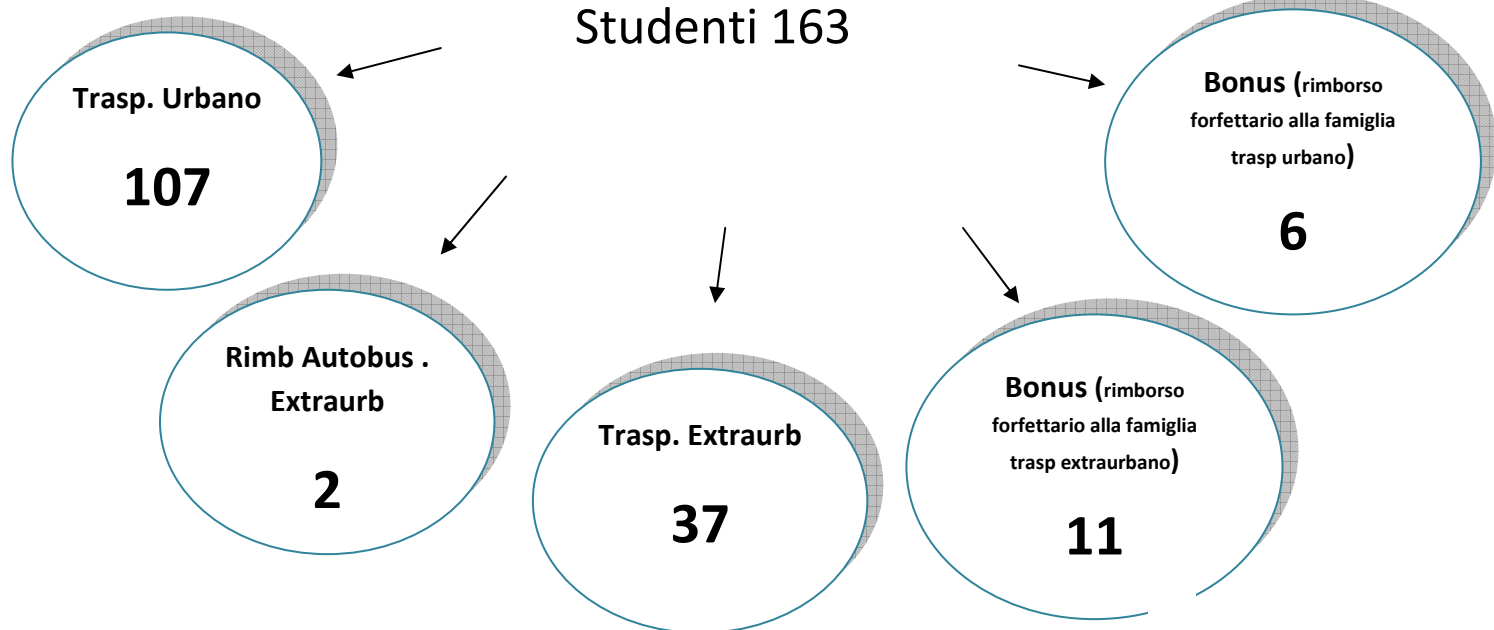 Studenti 163
Trasp. Urbano
107
Rimb Autobus .
Extraurb
2
Trasp. Extraurb
37
Bonus (rimborso
forfettario alla famiglia
trasp extraurbano)
11
Bonus (rimborso
forfettario alla famiglia
trasp urbano)
6